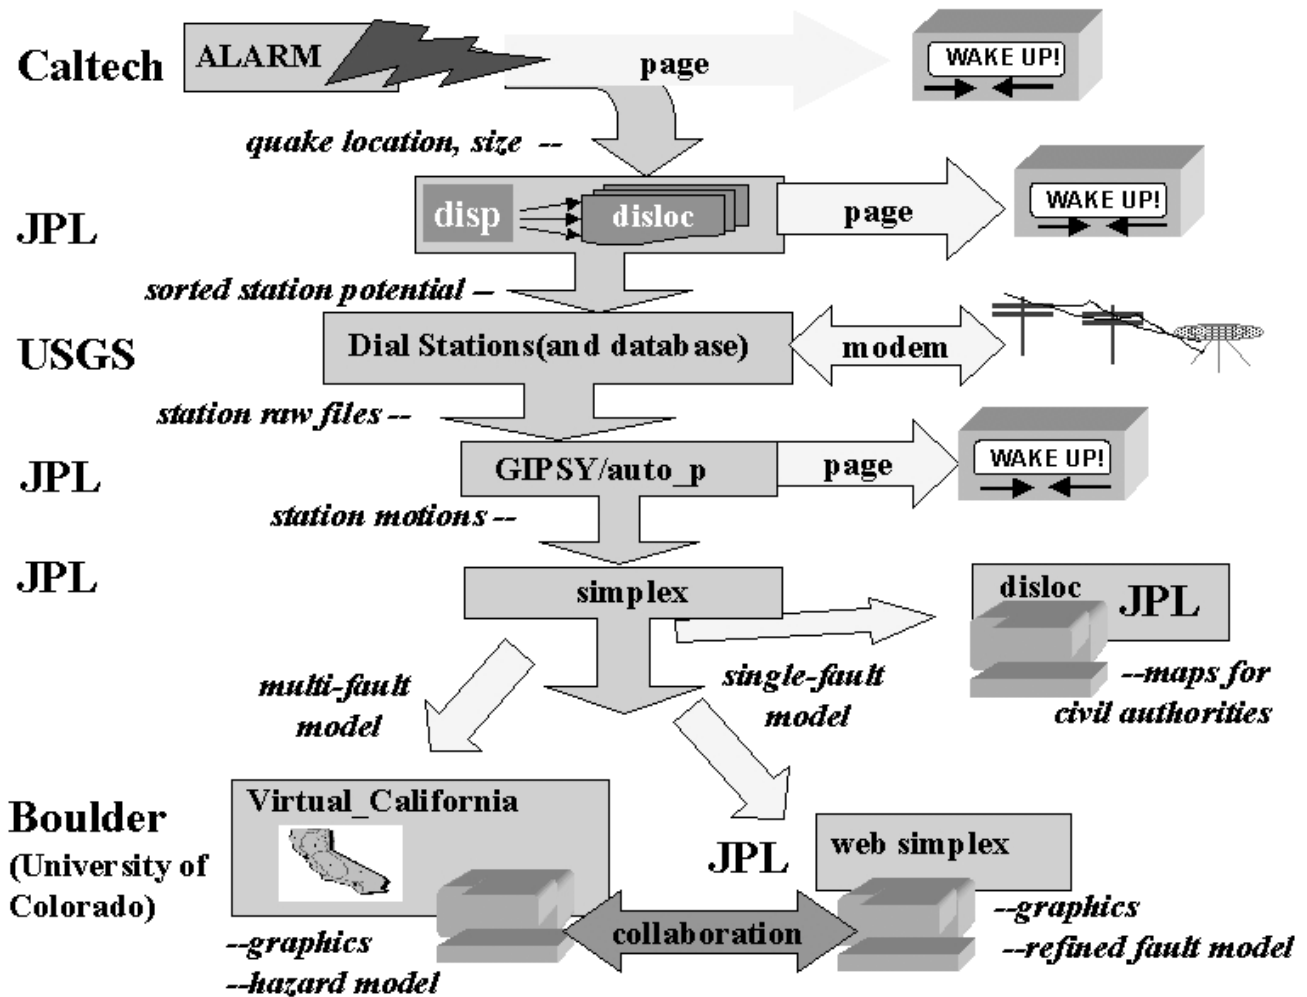 Caltech
ALARM
page
WAKE UP!
quake location, size --
JPL
disp
disloc
page
WAKE UP!
sorted station potential --
USGS
Dial Stations(and database)
modem
station raw files --
JPL
GIPSY/auto_p
page
WAKE UP!
station motions --
JPL
simplex
disloc
JPL
--maps for
civil authorities
multi-fault
model
single-fault
model
Boulder
(University of
Colorado)
Virtual_California
JPL
web simplex
collaboration
--graphics
--hazard model
--graphics
--refined fault model